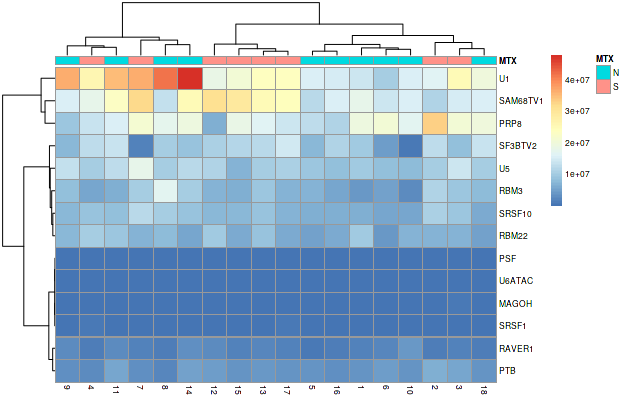 MTX
U1
SAM68TV1
PRP8
SF3BTV2
U5
RBM3
SRSF10
RBM22
PSF
U6ATAC
MAGOH
SRSF1
RAVER1
PTB
9 4 11 7 8 14 12 15 13 17 5 16 1 6 10 2 3 18
4e+07
3e+07
2e+07
1e+07
MTX
N
S